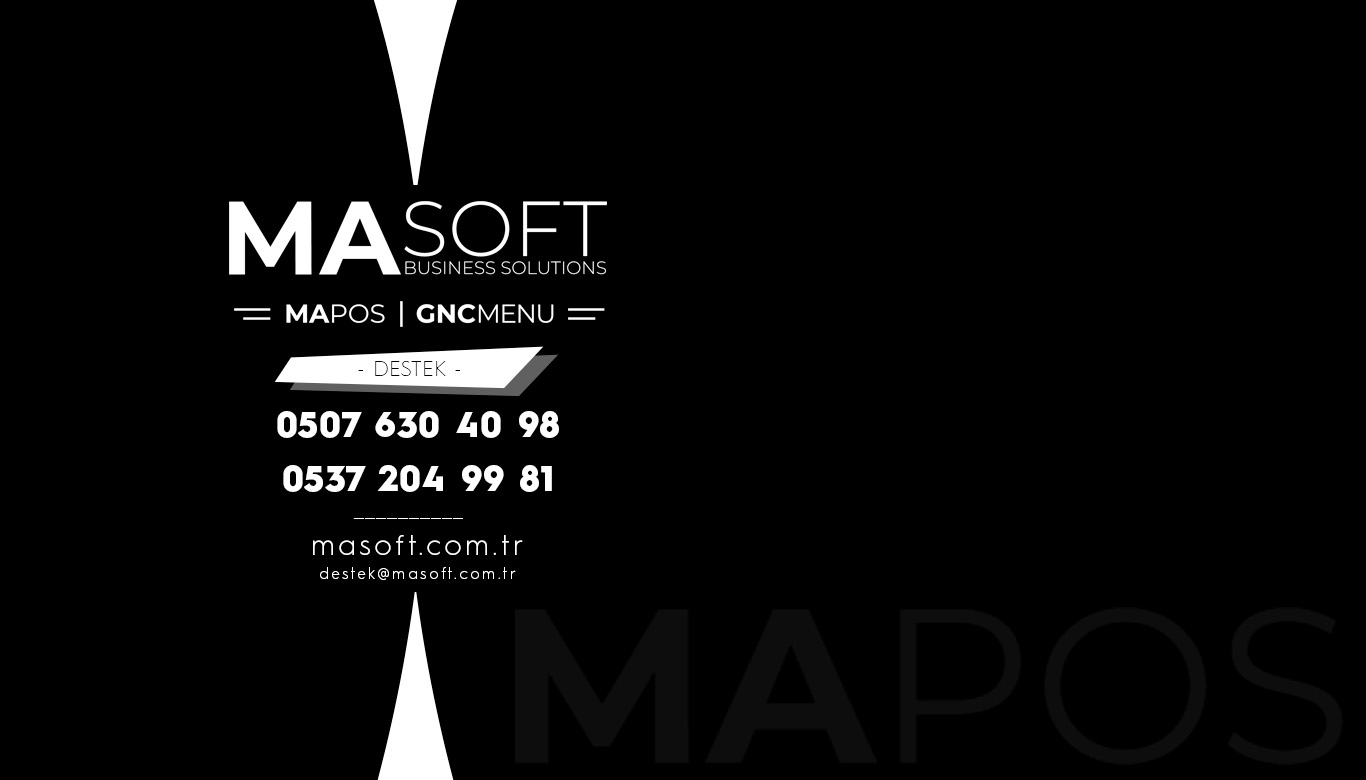 MASOFT
BUSINESS SOLUTIONS
MAPOS | GNCMENU
- DESTEK -
0507 630 40 98
0537 204 99 81
__________
masoft.com.tr
destek@masoft.com.tr
MAPOS